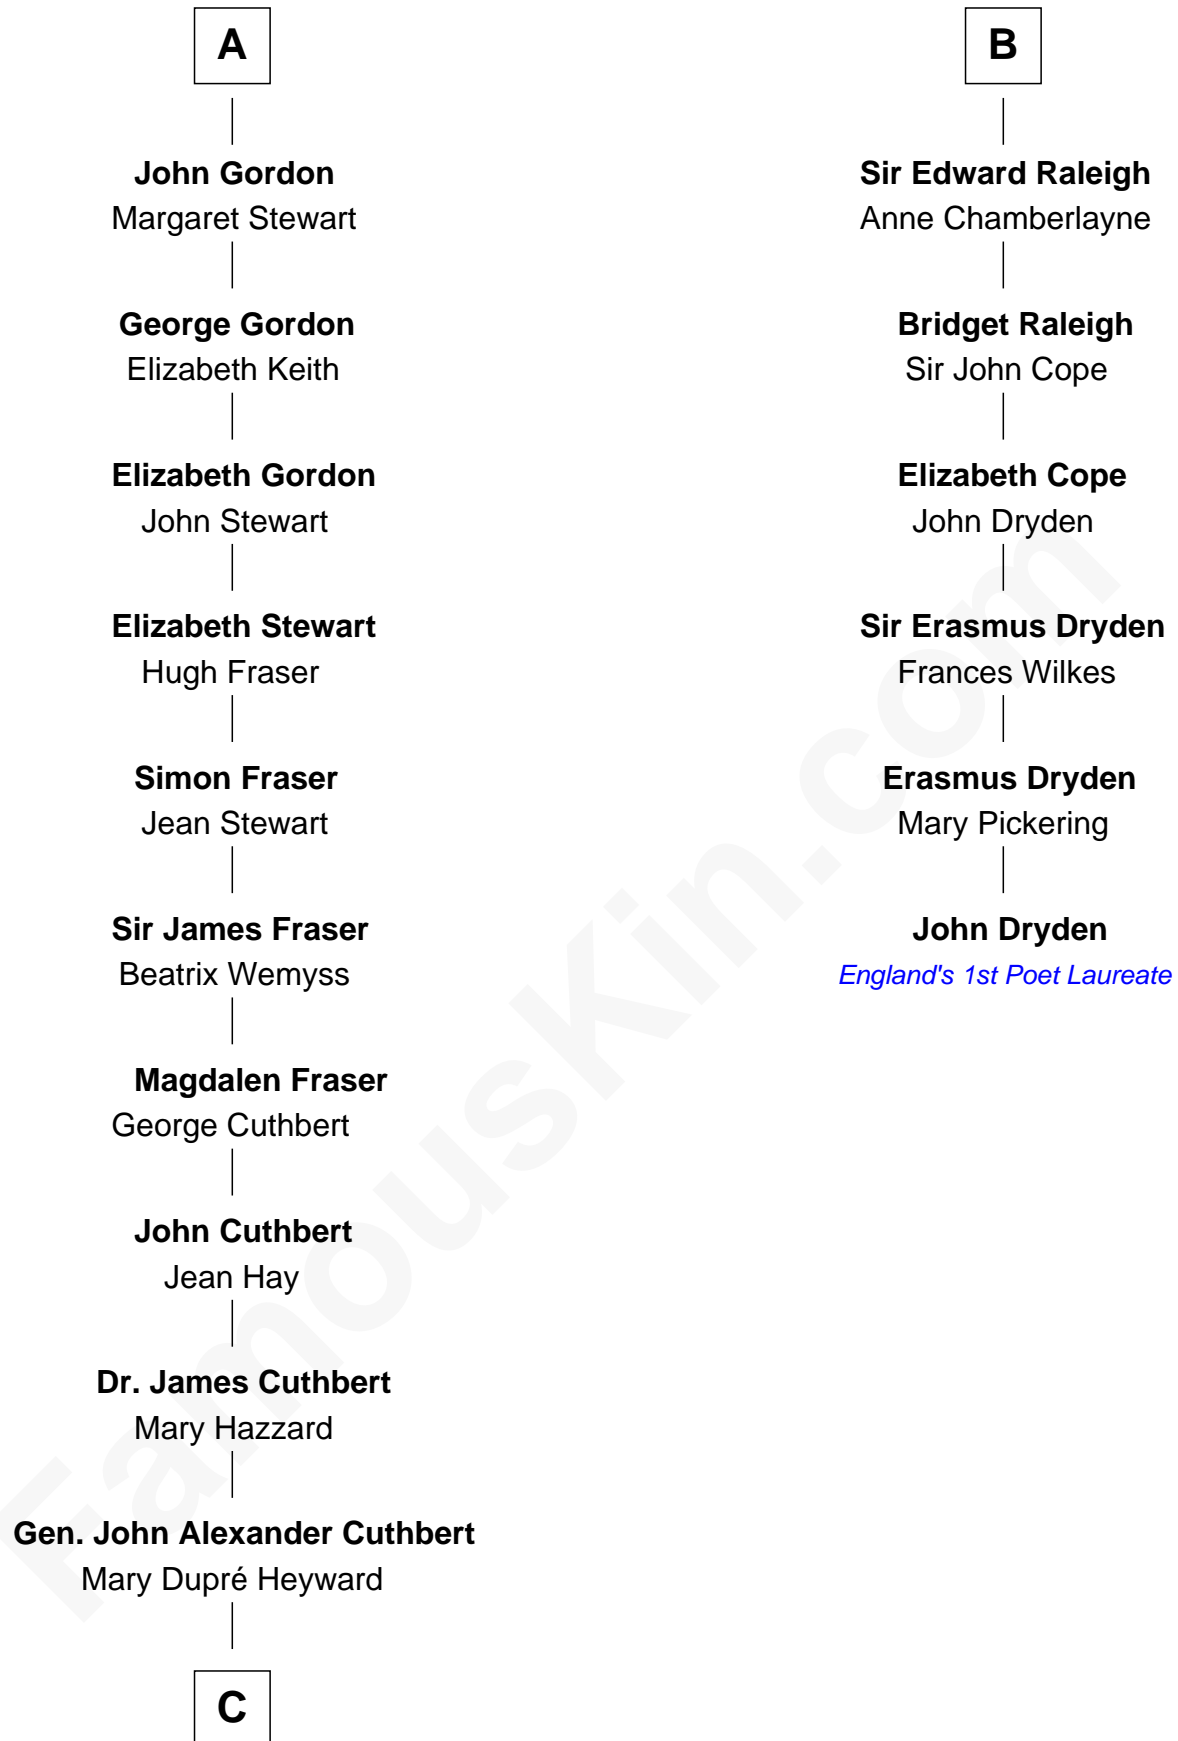 A
John Gordon
Margaret Stewart
George Gordon
Elizabeth Keith
Elizabeth Gordon
John Stewart
Elizabeth Stewart
Hugh Fraser
Simon Fraser
Jean Stewart
Sir James Fraser
Beatrix Wemyss
Magdalen Fraser
George Cuthbert
John Cuthbert
Jean Hay
Dr. James Cuthbert
Mary Hazzard
Gen. John Alexander Cuthbert
Mary Dupré Heyward
C
B
Sir Edward Raleigh
Anne Chamberlayne
Bridget Raleigh
Sir John Cope
Elizabeth Cope
John Dryden
Sir Erasmus Dryden
Frances Wilkes
Erasmus Dryden
Mary Pickering
John Dryden
England's 1st Poet Laureate
FamousKin.com